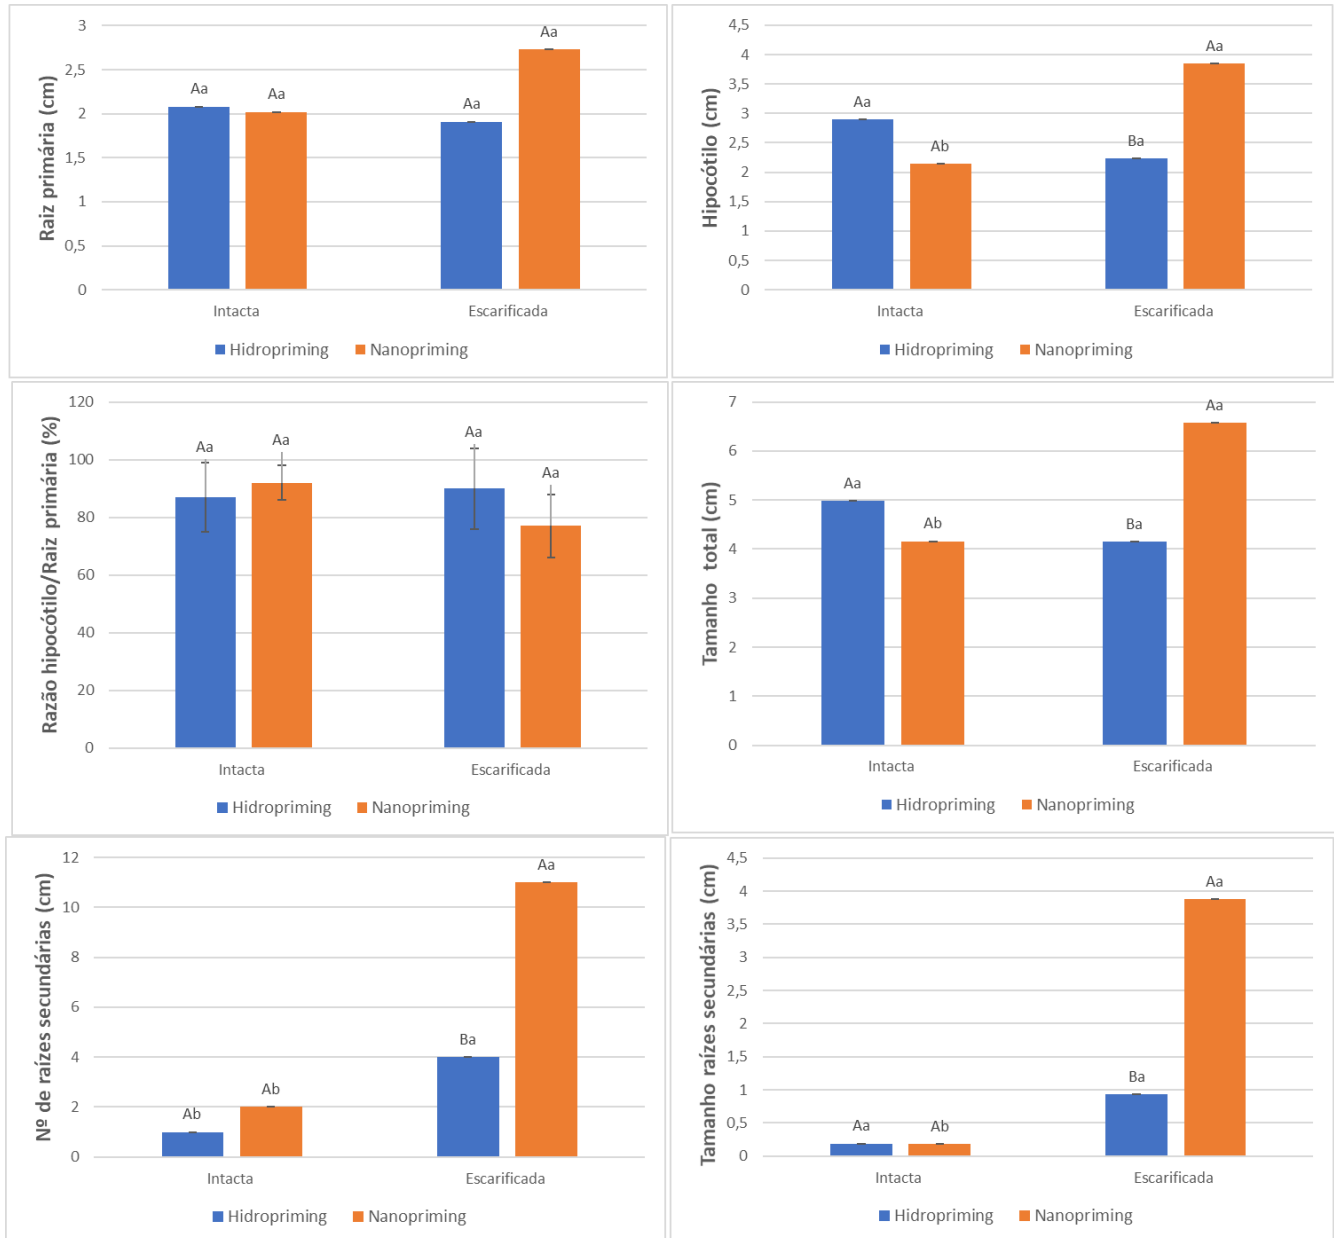 Raiz primária (cm)
3
2,5
2
1,5
1
0,5
0
Aa
Aa
Aa
Aa
Intacta
Escarificada
Hidropriming
Nanopriming
Hipocótilo (cm)
4,5
4
3,5
3
2,5
2
1,5
1
0,5
0
Aa
Ab
Ba
Aa
Intacta
Escarificada
Hidropriming
Nanopriming
Razão hipocótilo/Raiz primária (%)
120
100
80
60
40
20
0
Aa
Aa
Aa
Aa
Intacta
Escarificada
Hidropriming
Nanopriming
Tamanho total (cm)
7
6
5
4
3
2
1
0
Aa
Ab
Ba
Aa
Intacta
Escarificada
Hidropriming
Nanopriming
Nº de raízes secundárias (cm)
12
10
8
6
4
2
0
Ab
Ab
Ba
Aa
Intacta
Escarificada
Hidropriming
Nanopriming
Tamanho raízes secundárias (cm)
4,5
4
3,5
3
2,5
2
1,5
1
0,5
0
Aa
Ab
Ba
Aa
Intacta
Escarificada
Hidropriming
Nanopriming